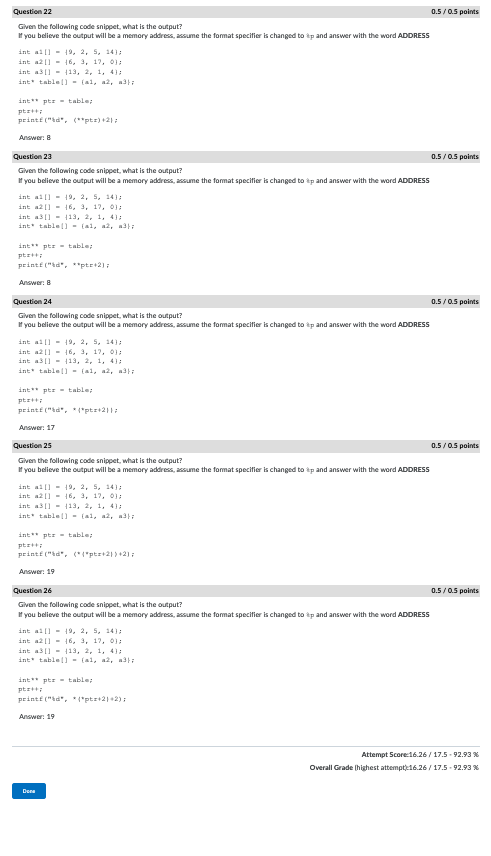 Question 22 0.5 / 0.5 points
Given the following code snippet, what is the output?
If you believe the output will be a memory address, assume the format specifier is changed to %p and answer with the word ADDRESS
int a1[] = {9, 2, 5, 14};
int a2[] = {6, 3, 17, 0};
int a3[] = {13, 2, 1, 4};
int* table[] = {a1, a2, a3};
int** ptr = table;
ptr++;
printf("%d", (**ptr)+2);
Answer: 8
Question 23 0.5 / 0.5 points
Given the following code snippet, what is the output?
If you believe the output will be a memory address, assume the format specifier is changed to %p and answer with the word ADDRESS
int a1[] = {9, 2, 5, 14};
int a2[] = {6, 3, 17, 0};
int a3[] = {13, 2, 1, 4};
int* table[] = {a1, a2, a3};
int** ptr = table;
ptr++;
printf("%d", **ptr+2);
Answer: 8
Question 24 0.5 / 0.5 points
Given the following code snippet, what is the output?
If you believe the output will be a memory address, assume the format specifier is changed to %p and answer with the word ADDRESS
int a1[] = {9, 2, 5, 14};
int a2[] = {6, 3, 17, 0};
int a3[] = {13, 2, 1, 4};
int* table[] = {a1, a2, a3};
int** ptr = table;
ptr++;
printf("%d", *(*ptr+2));
Answer: 17
Question 25 0.5 / 0.5 points
Given the following code snippet, what is the output?
If you believe the output will be a memory address, assume the format specifier is changed to %p and answer with the word ADDRESS
int a1[] = {9, 2, 5, 14};
int a2[] = {6, 3, 17, 0};
int a3[] = {13, 2, 1, 4};
int* table[] = {a1, a2, a3};
int** ptr = table;
ptr++;
printf("%d", (*(*ptr+2))+2);
Answer: 19
Question 26 0.5 / 0.5 points
Given the following code snippet, what is the output?
If you believe the output will be a memory address, assume the format specifier is changed to %p and answer with the word ADDRESS
int a1[] = {9, 2, 5, 14};
int a2[] = {6, 3, 17, 0};
int a3[] = {13, 2, 1, 4};
int* table[] = {a1, a2, a3};
int** ptr = table;
ptr++;
printf("%d", *(*ptr+2)+2);
Answer: 19
Attempt Score:16.26 / 17.5 - 92.93 %
Overall Grade (highest attempt):16.26 / 17.5 - 92.93 %
Done